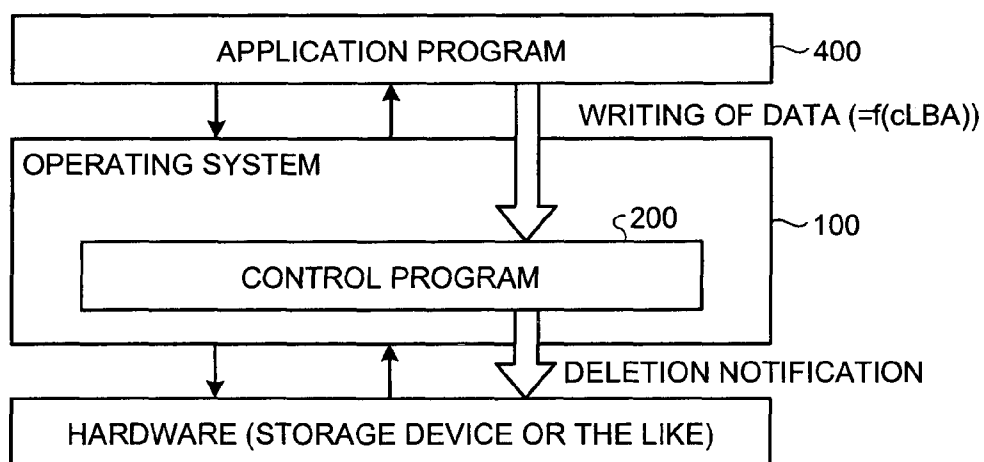 APPLICATION PROGRAM
400
WRITING OF DATA (=f(cLBA))
OPERATING SYSTEM
200
100
CONTROL PROGRAM
DELETION NOTIFICATION
HARDWARE (STORAGE DEVICE OR THE LIKE)